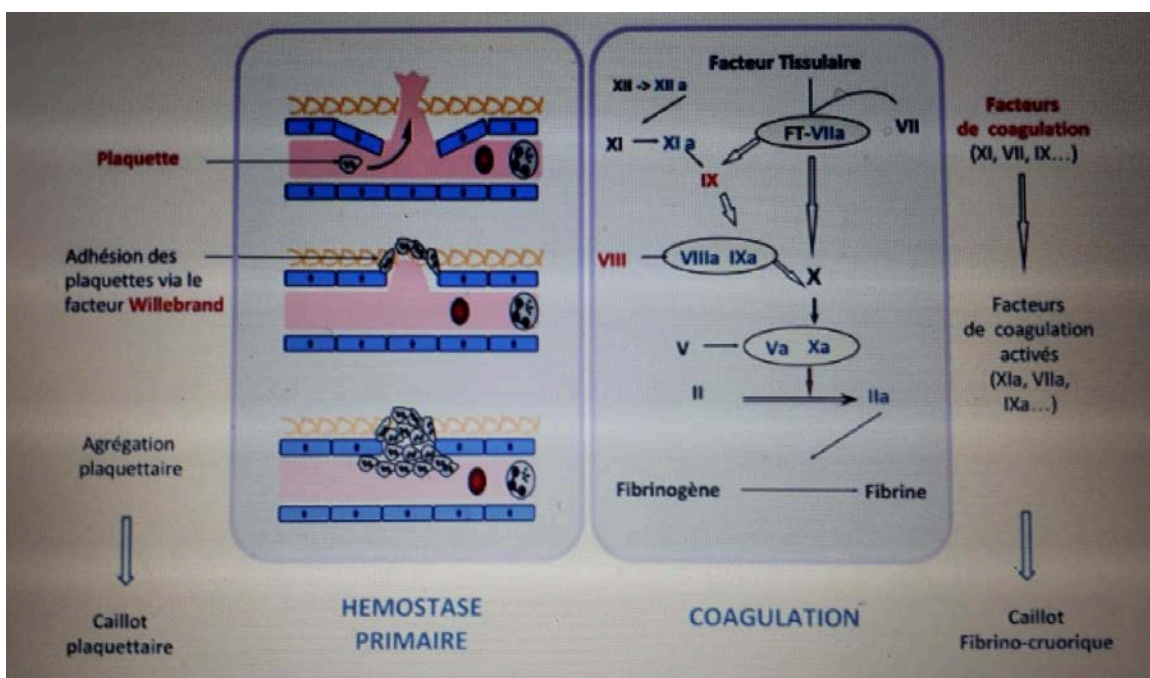 Plaquette
Adhésion des
plaquettes via le
facteur Willebrand
Agrégation
plaquettaire
Caillot
plaquettaire
HEMOSTASE
PRIMAIRE
Facteur Tissulaire
XII -> XII a
XI
XI a
FT-VIIa
VII
IX
VIII
VIIIa IXa
X
V
Va Xa
II
IIa
Fibrinogène
Fibrine
COAGULATION
Facteurs
de coagulation
(XI, VII, IX...)
Facteurs
de coagulation
activés
(XIa, VIIa,
IXa...)
Caillot
Fibrino-cruorique